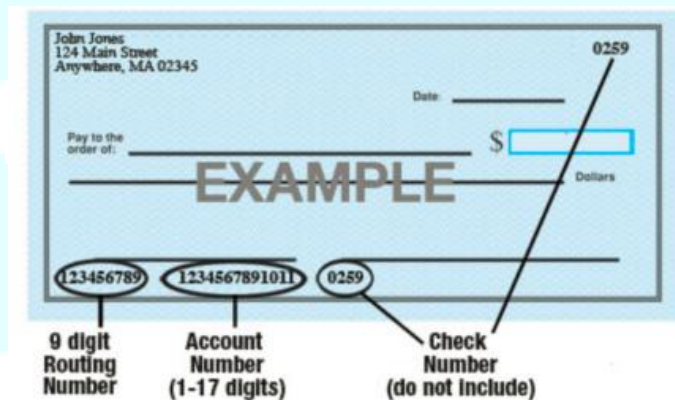 John Jones
124 Main Street
Anywhere, MA 02345
0259
Date:
Pay to the
order of:
$
EXAMPLE
Dollars
123456789
1234567891011
0259
9 digit
Routing
Number
Account
Number
(1-17 digits)
Check
Number
(do not include)